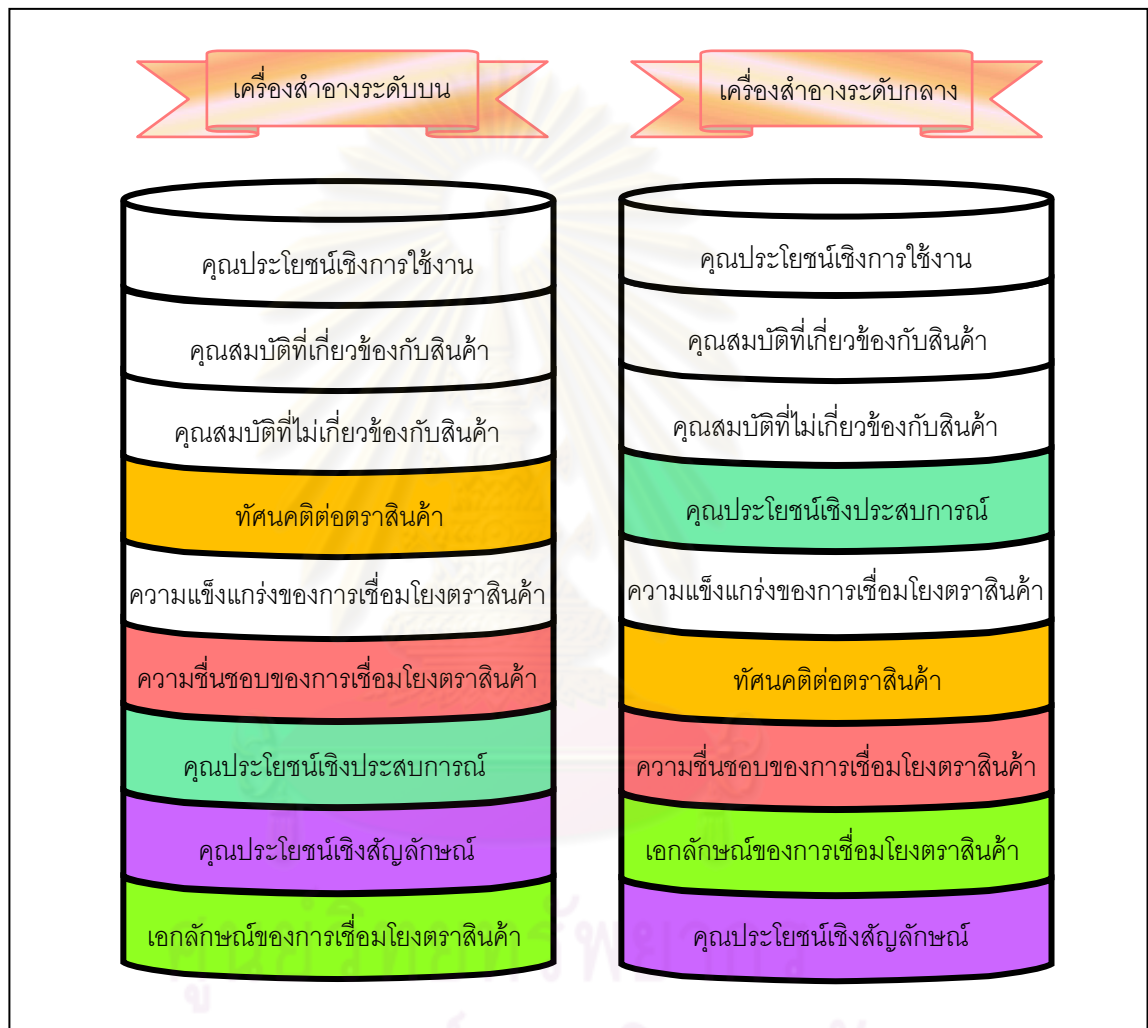 เครื่องสำอางระดับบน
คุณประโยชน์เชิงการใช้งาน
คุณสมบัติที่เกี่ยวข้องกับสินค้า
คุณสมบัติที่ไม่เกี่ยวข้องกับสินค้า
ทัศนคติต่อตราสินค้า
ความแข็งแกร่งของการเชื่อมโยงตราสินค้า
ความชื่นชอบของการเชื่อมโยงตราสินค้า
คุณประโยชน์เชิงประสบการณ์
คุณประโยชน์เชิงสัญลักษณ์
เอกลักษณ์ของการเชื่อมโยงตราสินค้า
เครื่องสำอางระดับกลาง
คุณประโยชน์เชิงการใช้งาน
คุณสมบัติที่เกี่ยวข้องกับสินค้า
คุณสมบัติที่ไม่เกี่ยวข้องกับสินค้า
คุณประโยชน์เชิงประสบการณ์
ความแข็งแกร่งของการเชื่อมโยงตราสินค้า
ทัศนคติต่อตราสินค้า
ความชื่นชอบของการเชื่อมโยงตราสินค้า
เอกลักษณ์ของการเชื่อมโยงตราสินค้า
คุณประโยชน์เชิงสัญลักษณ์
ศูนย์วิทยทรัพยากร